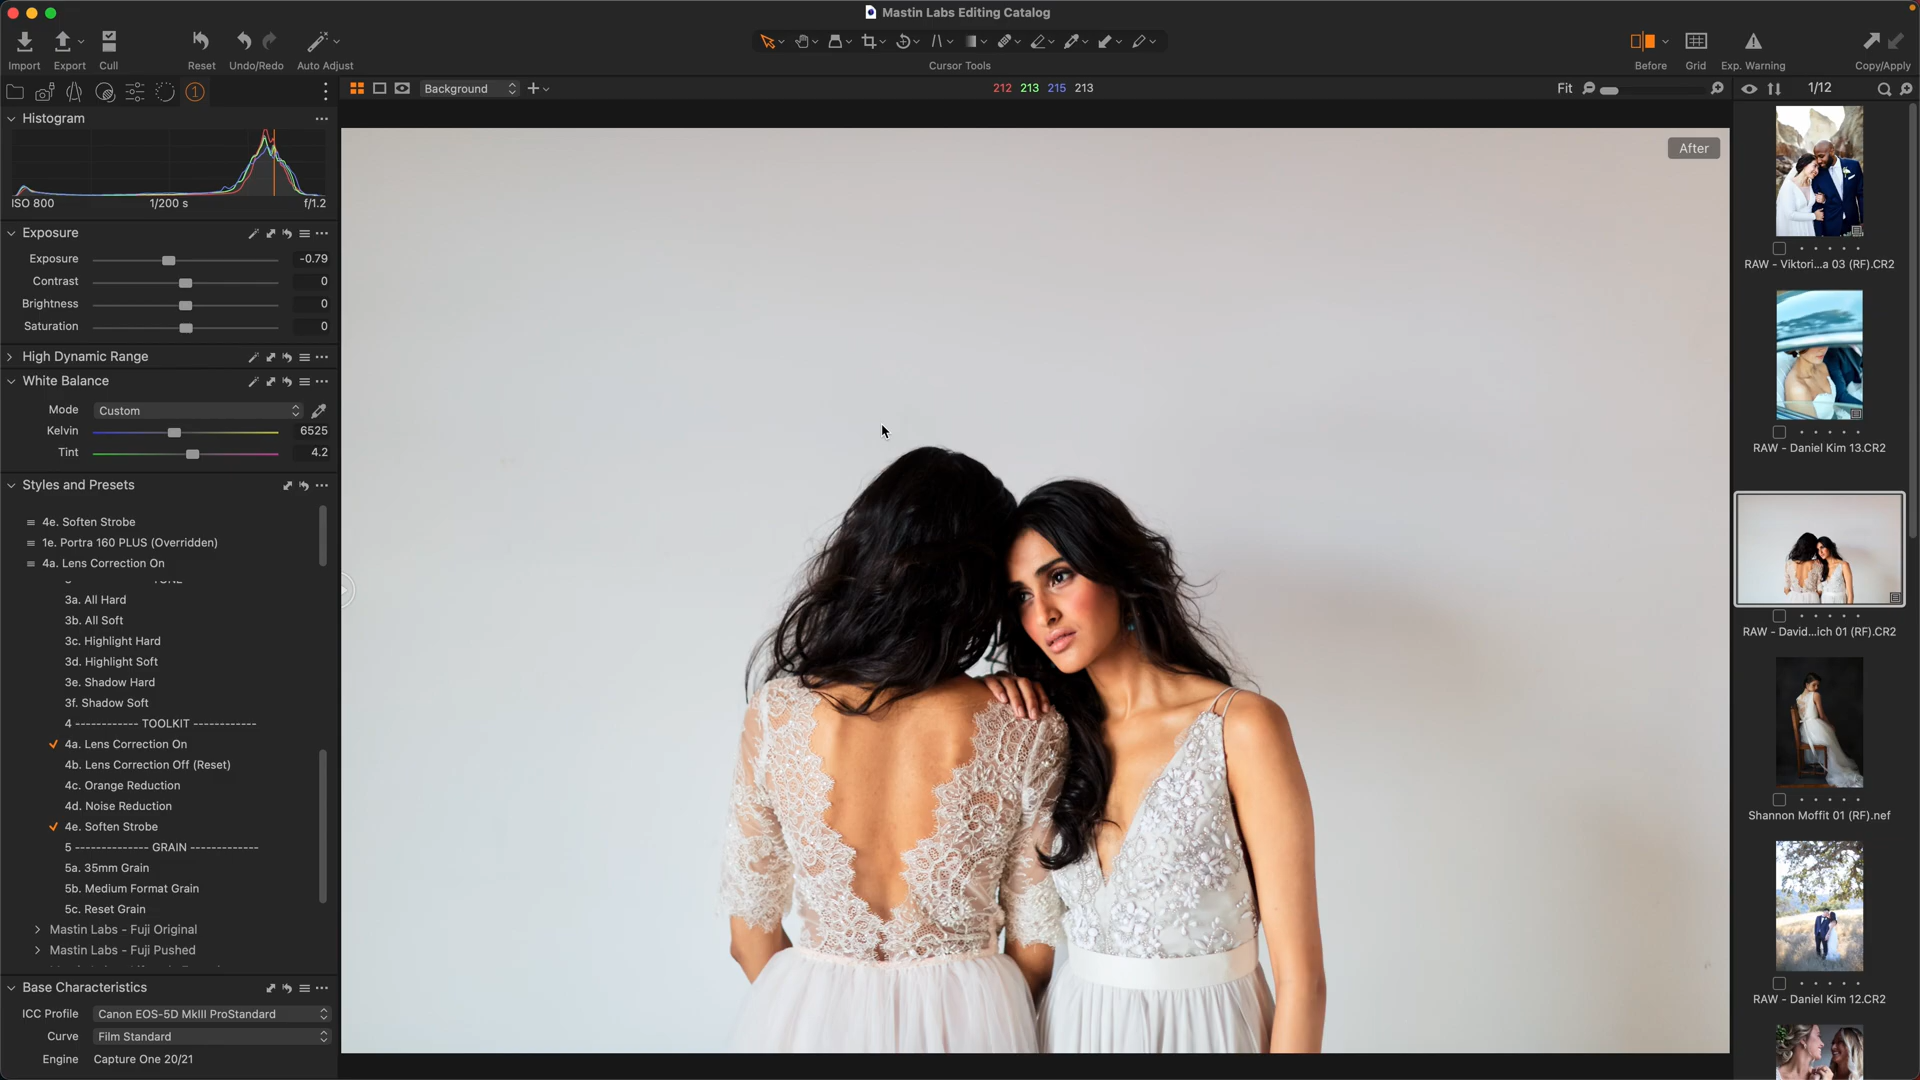 Mastin Labs Editing Catalog
Import Export Cull Reset Undo/Redo Auto Adjust Cursor Tools Before Grid Exp. Warning Copy/Apply
1
Background
212 213 215 213
Fit
1/12
Histogram
ISO 800 1/200 s f/1.2
Exposure
Exposure -0.79
Contrast 0
Brightness 0
Saturation 0
High Dynamic Range
White Balance
Mode Custom
Kelvin 6525
Tint 4.2
Styles and Presets
4e. Soften Strobe
1e. Portra 160 PLUS (Overridden)
4a. Lens Correction On
3a. All Hard
3b. All Soft
3c. Highlight Hard
3d. Highlight Soft
3e. Shadow Hard
3f. Shadow Soft
4 ------------ TOOLKIT ------------
4a. Lens Correction On
4b. Lens Correction Off (Reset)
4c. Orange Reduction
4d. Noise Reduction
4e. Soften Strobe
5 ------------- GRAIN -------------
5a. 35mm Grain
5b. Medium Format Grain
5c. Reset Grain
Mastin Labs - Fuji Original
Mastin Labs - Fuji Pushed
Base Characteristics
ICC Profile Canon EOS-5D MkIII ProStandard
Curve Film Standard
Engine Capture One 20/21
After
RAW - Viktori...a 03 (RF).CR2
RAW - Daniel Kim 13.CR2
RAW - David...ich 01 (RF).CR2
Shannon Moffit 01 (RF).nef
RAW - Daniel Kim 12.CR2